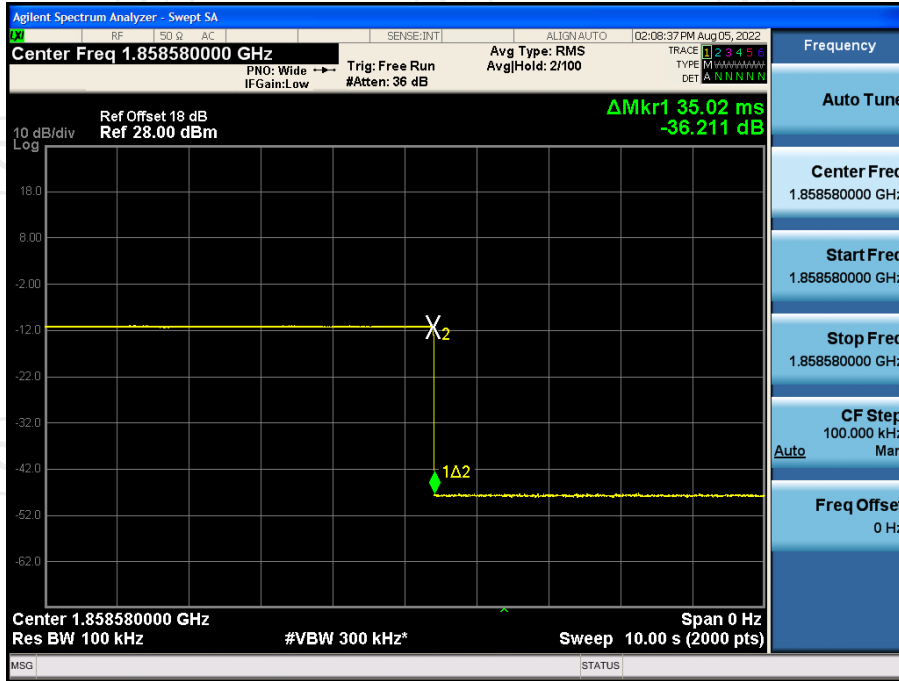 Agilent Spectrum Analyzer - Swept SA
LXI RF 50 Ω AC SENSE:INT ALIGNAUTO 02:08:37 PM Aug 05, 2022
Center Freq 1.858580000 GHz
PNO: Wide
IFGain:Low
Trig: Free Run
#Atten: 36 dB
Avg Type: RMS
Avg|Hold: 2/100
TRACE 1 2 3 4 5 6
TYPE M
DET A N N N N N
ΔMkr1 35.02 ms
-36.211 dB
Ref Offset 18 dB
Ref 28.00 dBm
10 dB/div
Log
18.0
8.00
-2.00
-12.0
-22.0
-32.0
-42.0
-52.0
-62.0
X2
1Δ2
Center 1.858580000 GHz
Span 0 Hz
Res BW 100 kHz
#VBW 300 kHz*
Sweep 10.00 s (2000 pts)
MSG
STATUS
Frequency
Auto Tune
Center Freq
1.858580000 GHz
Start Freq
1.858580000 GHz
Stop Freq
1.858580000 GHz
CF Step
100.000 kHz
Auto Man
Freq Offset
0 Hz